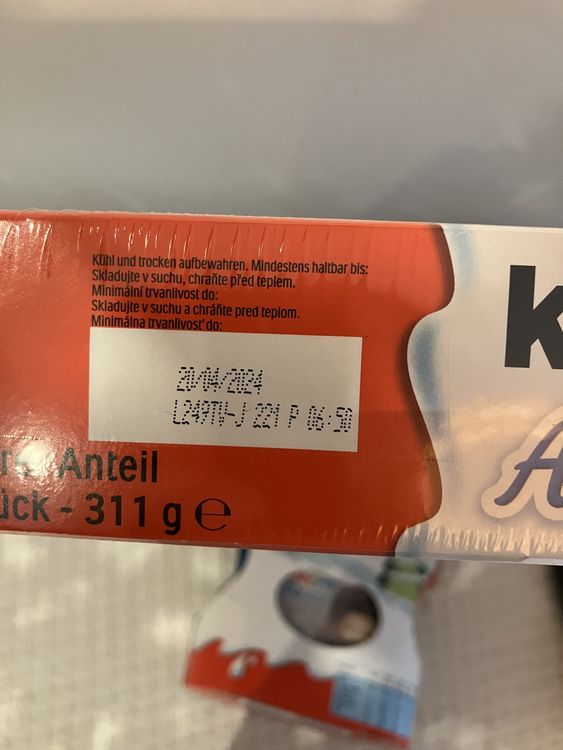 Kühl und trocken aufbewahren. Mindestens haltbar bis:
Skladujte v suchu, chraňte před teplem.
Minimální trvanlivost do:
Skladujte v suchu a chráňte pred teplom.
Minimálna trvanlivosť do:
20/04/2024
L249TV-J 221 P 06:50
Anteil
ück - 311 g e
k
A